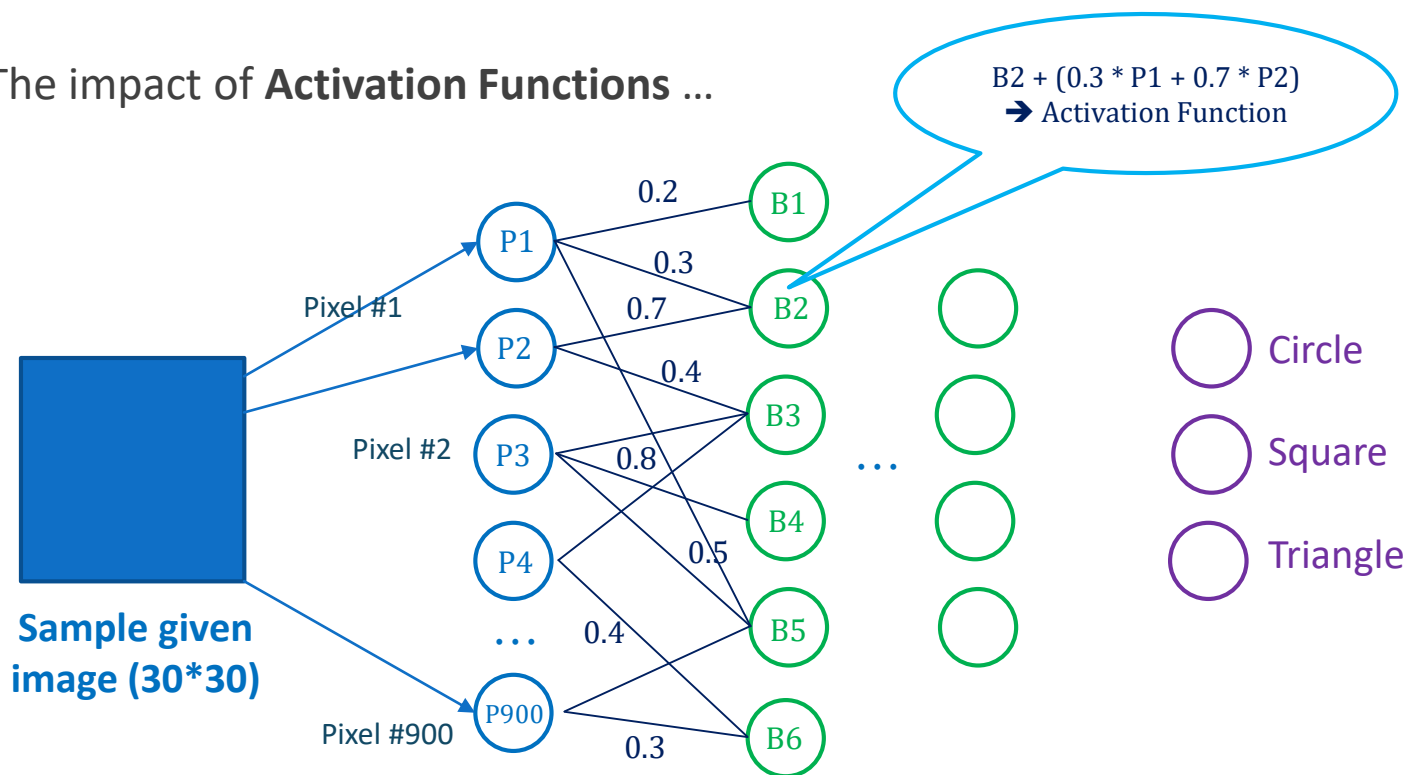 The impact of Activation Functions ...
B2 + (0.3 * P1 + 0.7 * P2)
➔ Activation Function
0.2
B1
P1
0.3
Pixel #1
0.7
B2
P2
0.4
Circle
B3
Pixel #2
P3
0.8
...
Square
B4
P4
0.5
Triangle
Sample given
image (30*30)
...
0.4
B5
P900
Pixel #900
0.3
B6